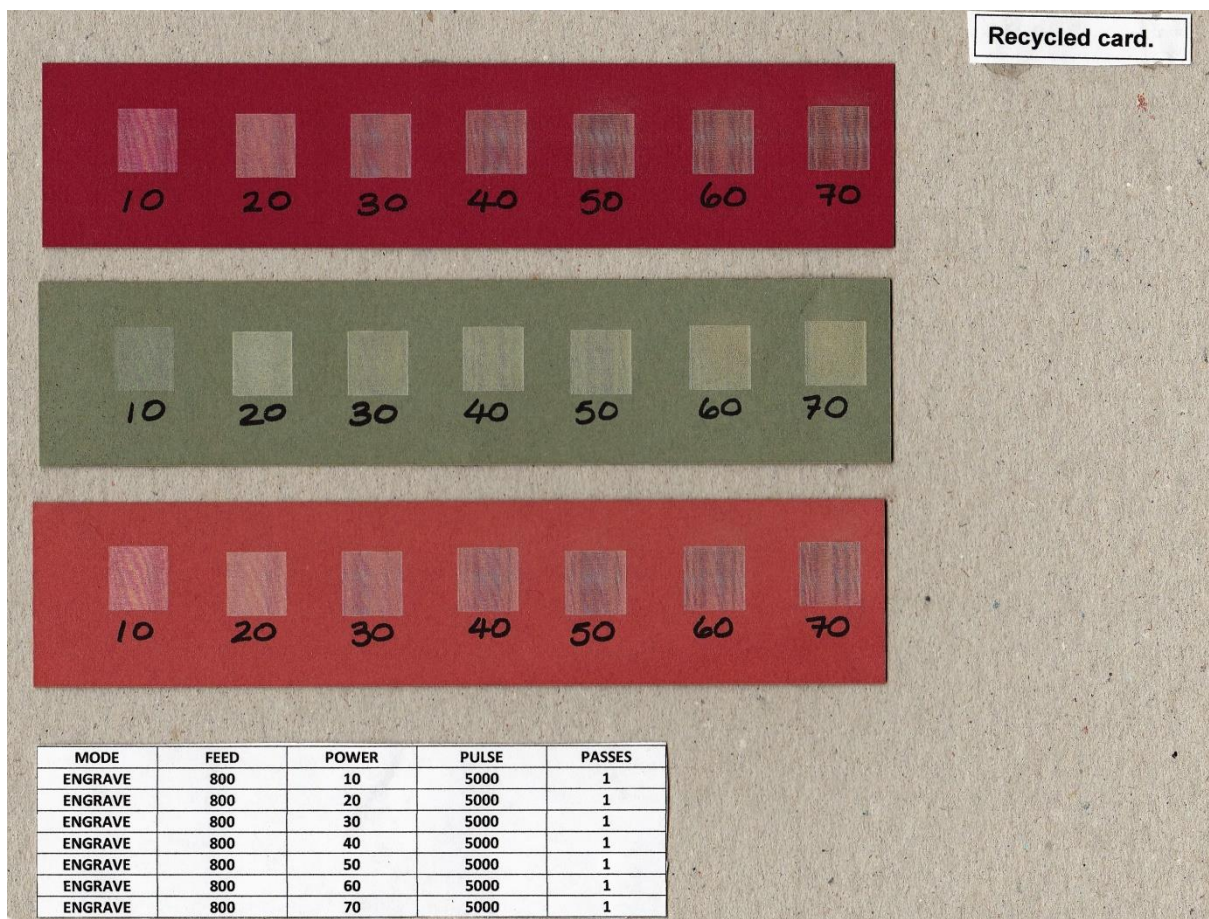 Recycled card.
10 20 30 40 50 60 70
10 20 30 40 50 60 70
10 20 30 40 50 60 70
MODE FEED POWER PULSE PASSES
ENGRAVE 800 10 5000 1
ENGRAVE 800 20 5000 1
ENGRAVE 800 30 5000 1
ENGRAVE 800 40 5000 1
ENGRAVE 800 50 5000 1
ENGRAVE 800 60 5000 1
ENGRAVE 800 70 5000 1